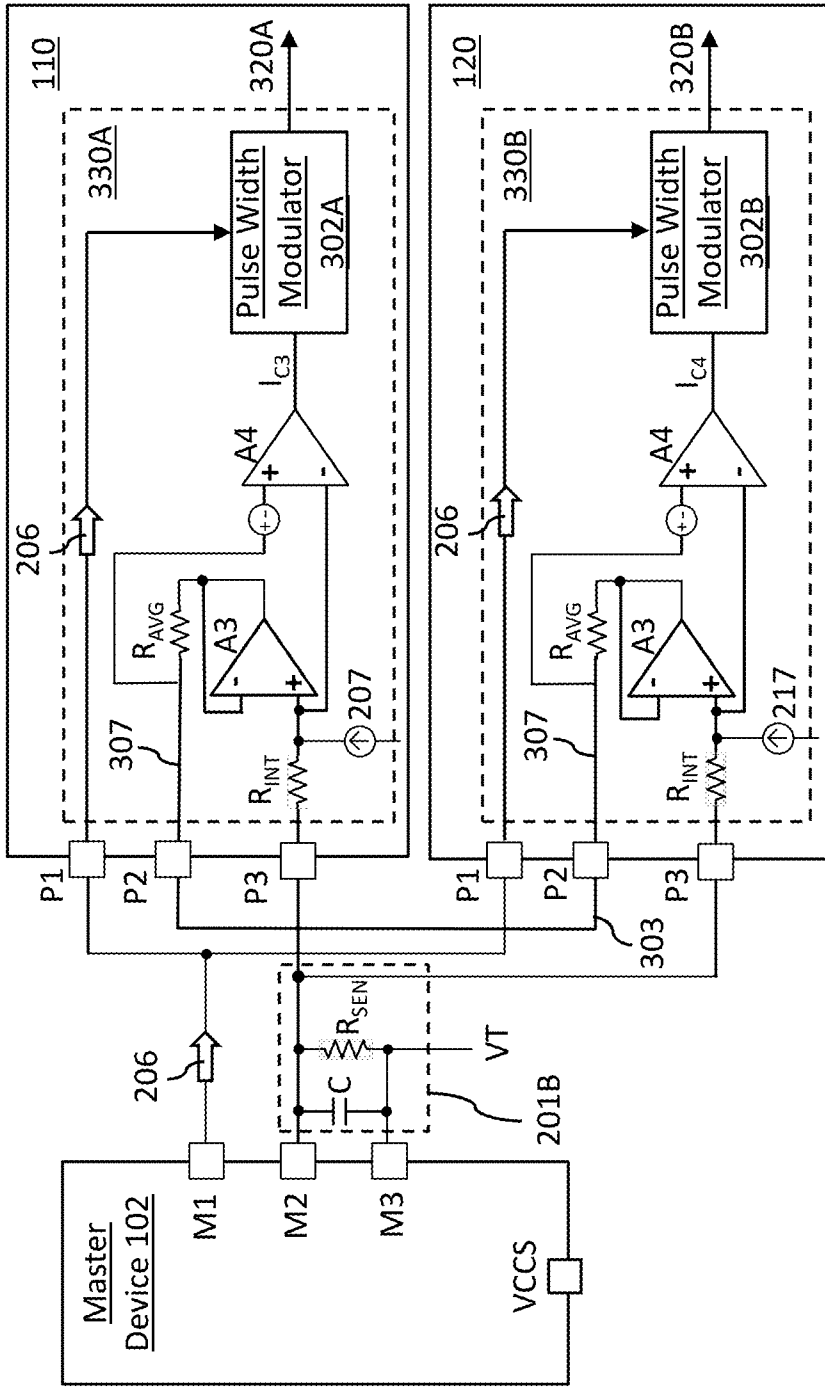 Master
Device 102
M1
M2
M3
VCCS
206
C
R_SEN
VT
201B
303
P1
P2
P3
110
330A
206
307
R_AVG
A3
+
-
R_INT
207
+-
A4
+
-
I_C3
Pulse Width
Modulator
302A
320A
P1
P2
P3
120
330B
206
307
R_AVG
A3
+
-
R_INT
217
+-
A4
+
-
I_C4
Pulse Width
Modulator
302B
320B